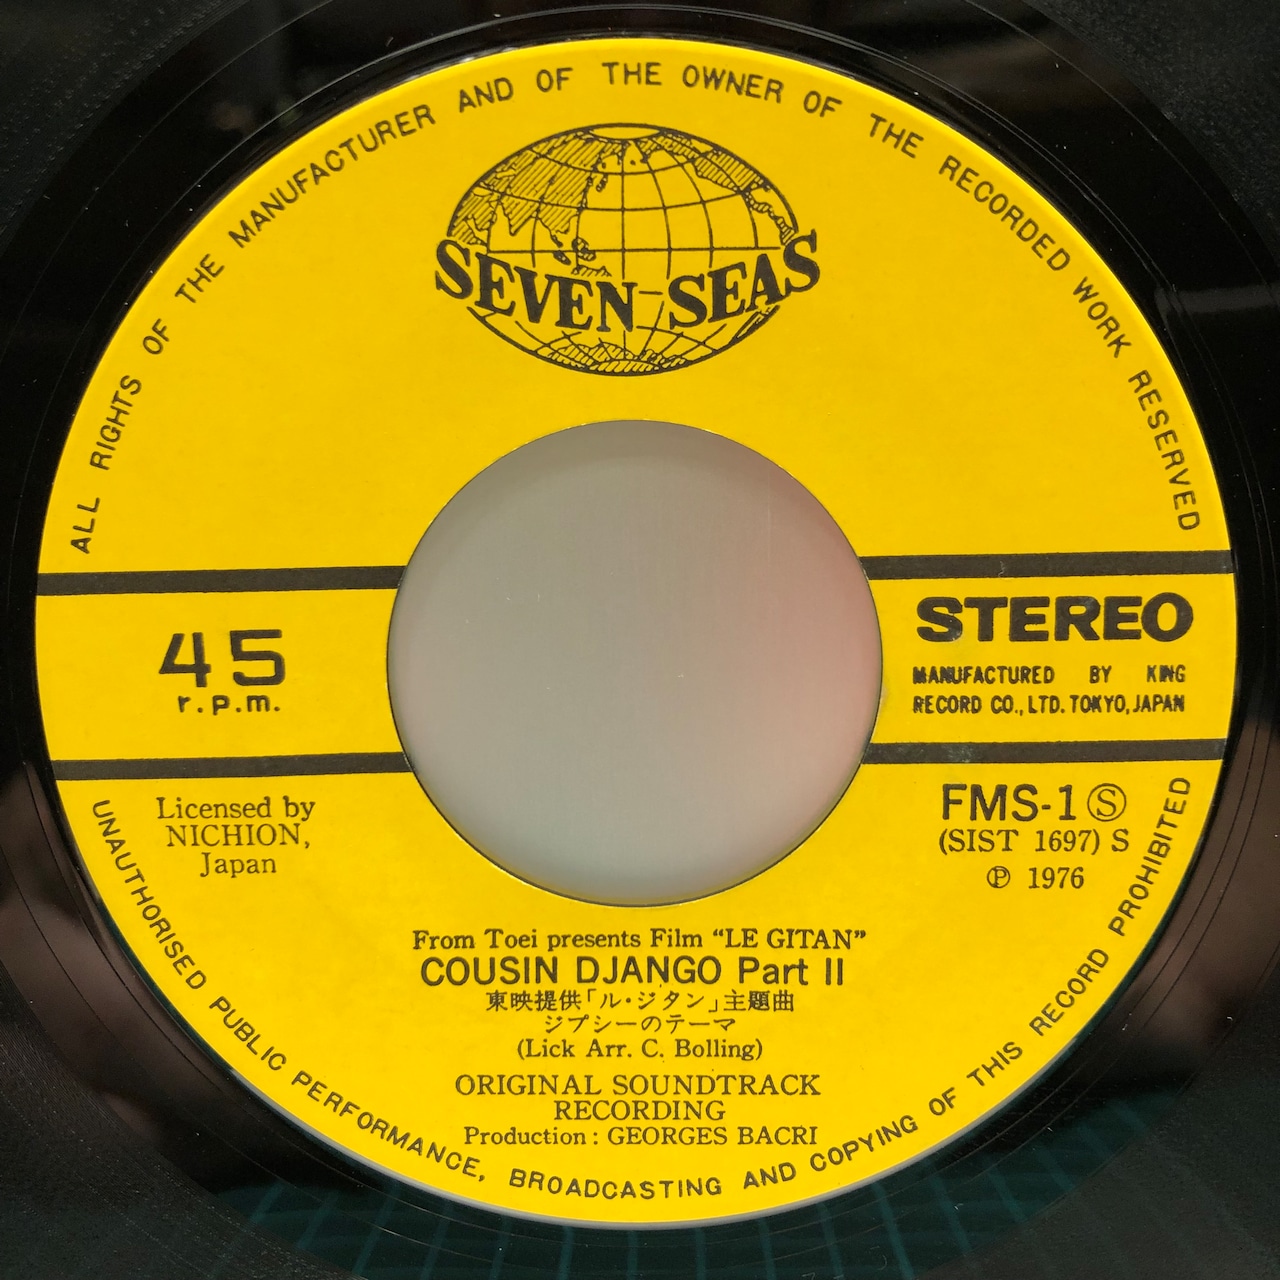 ALL RIGHTS OF THE MANUFACTURER AND OF THE OWNER OF THE RECORDED WORK RESERVED
SEVEN SEAS
45
r.p.m.
STEREO
MANUFACTURED BY KING
RECORD CO., LTD. TOKYO, JAPAN
Licensed by
NICHION,
Japan
FMS-1 Ⓢ
(SIST 1697) S
Ⓟ 1976
From Toei presents Film “LE GITAN”
COUSIN DJANGO Part II
東映提供「ル・ジタン」主題曲
ジプシーのテーマ
(Lick Arr. C. Bolling)
ORIGINAL SOUNDTRACK
RECORDING
Production : GEORGES BACRI
UNAUTHORISED PUBLIC PERFORMANCE, BROADCASTING AND COPYING OF THIS RECORD PROHIBITED